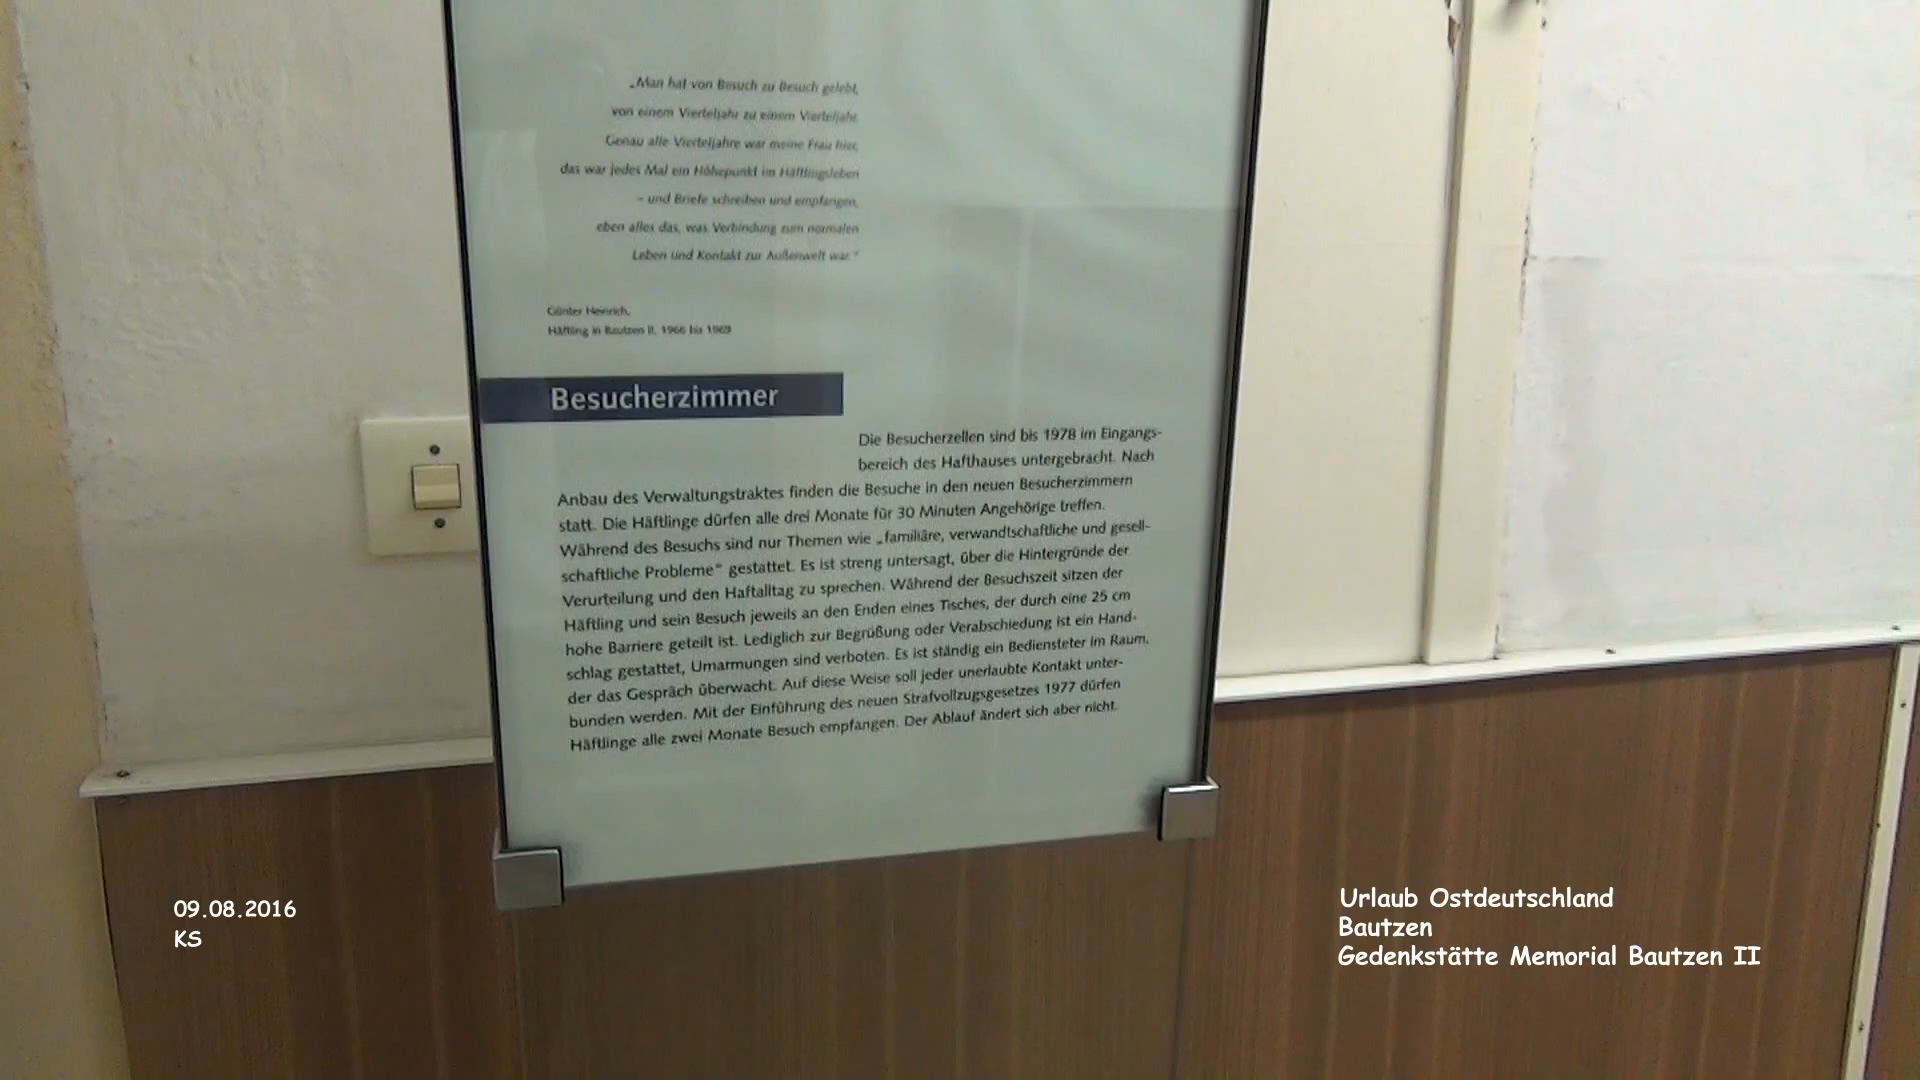 „Man hat von Besuch zu Besuch gelebt,
von einem Vierteljahr zu einem Vierteljahr.
Genau alle Vierteljahre war meine Frau hier,
das war jedes Mal ein Höhepunkt im Häftlingsleben
– und Briefe schreiben und empfangen,
eben alles das, was Verbindung zum normalen
Leben und Kontakt zur Außenwelt war.“
Günter Heinrich,
Häftling in Bautzen II, 1966 bis 1969
Besucherzimmer
Die Besucherzellen sind bis 1978 im Eingangs-
bereich des Hafthauses untergebracht. Nach
Anbau des Verwaltungstraktes finden die Besuche in den neuen Besucherzimmern
statt. Die Häftlinge dürfen alle drei Monate für 30 Minuten Angehörige treffen.
Während des Besuchs sind nur Themen wie „familiäre, verwandtschaftliche und gesell-
schaftliche Probleme“ gestattet. Es ist streng untersagt, über die Hintergründe der
Verurteilung und den Haftalltag zu sprechen. Während der Besuchszeit sitzen der
Häftling und sein Besuch jeweils an den Enden eines Tisches, der durch eine 25 cm
hohe Barriere geteilt ist. Lediglich zur Begrüßung oder Verabschiedung ist ein Hand-
schlag gestattet, Umarmungen sind verboten. Es ist ständig ein Bediensteter im Raum,
der das Gespräch überwacht. Auf diese Weise soll jeder unerlaubte Kontakt unter-
bunden werden. Mit der Einführung des neuen Strafvollzugsgesetzes 1977 dürfen
Häftlinge alle zwei Monate Besuch empfangen. Der Ablauf ändert sich aber nicht.
09.08.2016
KS
Urlaub Ostdeutschland
Bautzen
Gedenkstätte Memorial Bautzen II